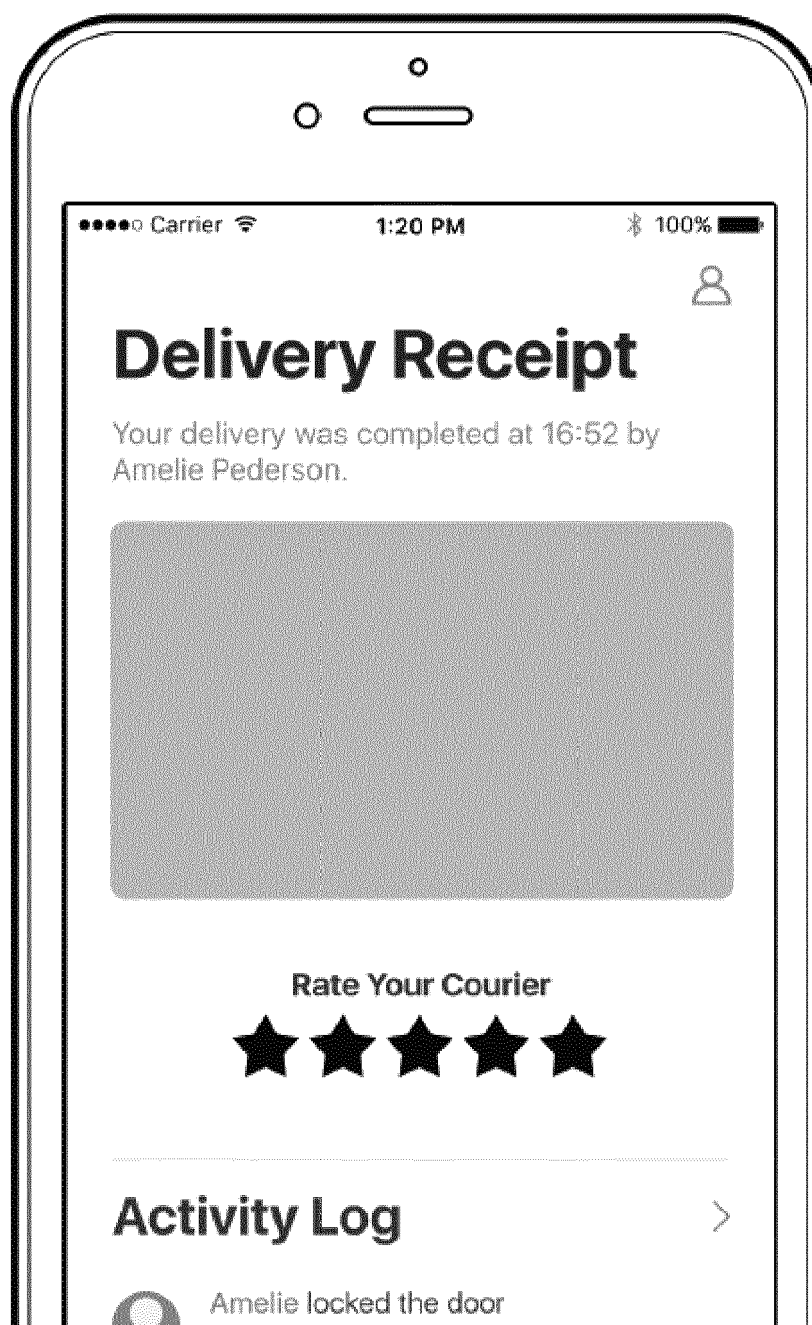 Carrier 1:20 PM 100%
Delivery Receipt
Your delivery was completed at 16:52 by
Amelie Pederson.
Rate Your Courier
Activity Log
Amelie locked the door